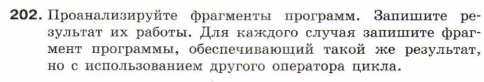 202. Проанализируйте фрагменты программ. Запишите ре-
зультат их работы. Для каждого случая запишите фраг-
мент программы, обеспечивающий такой же результат,
но с использованием другого оператора цикла.